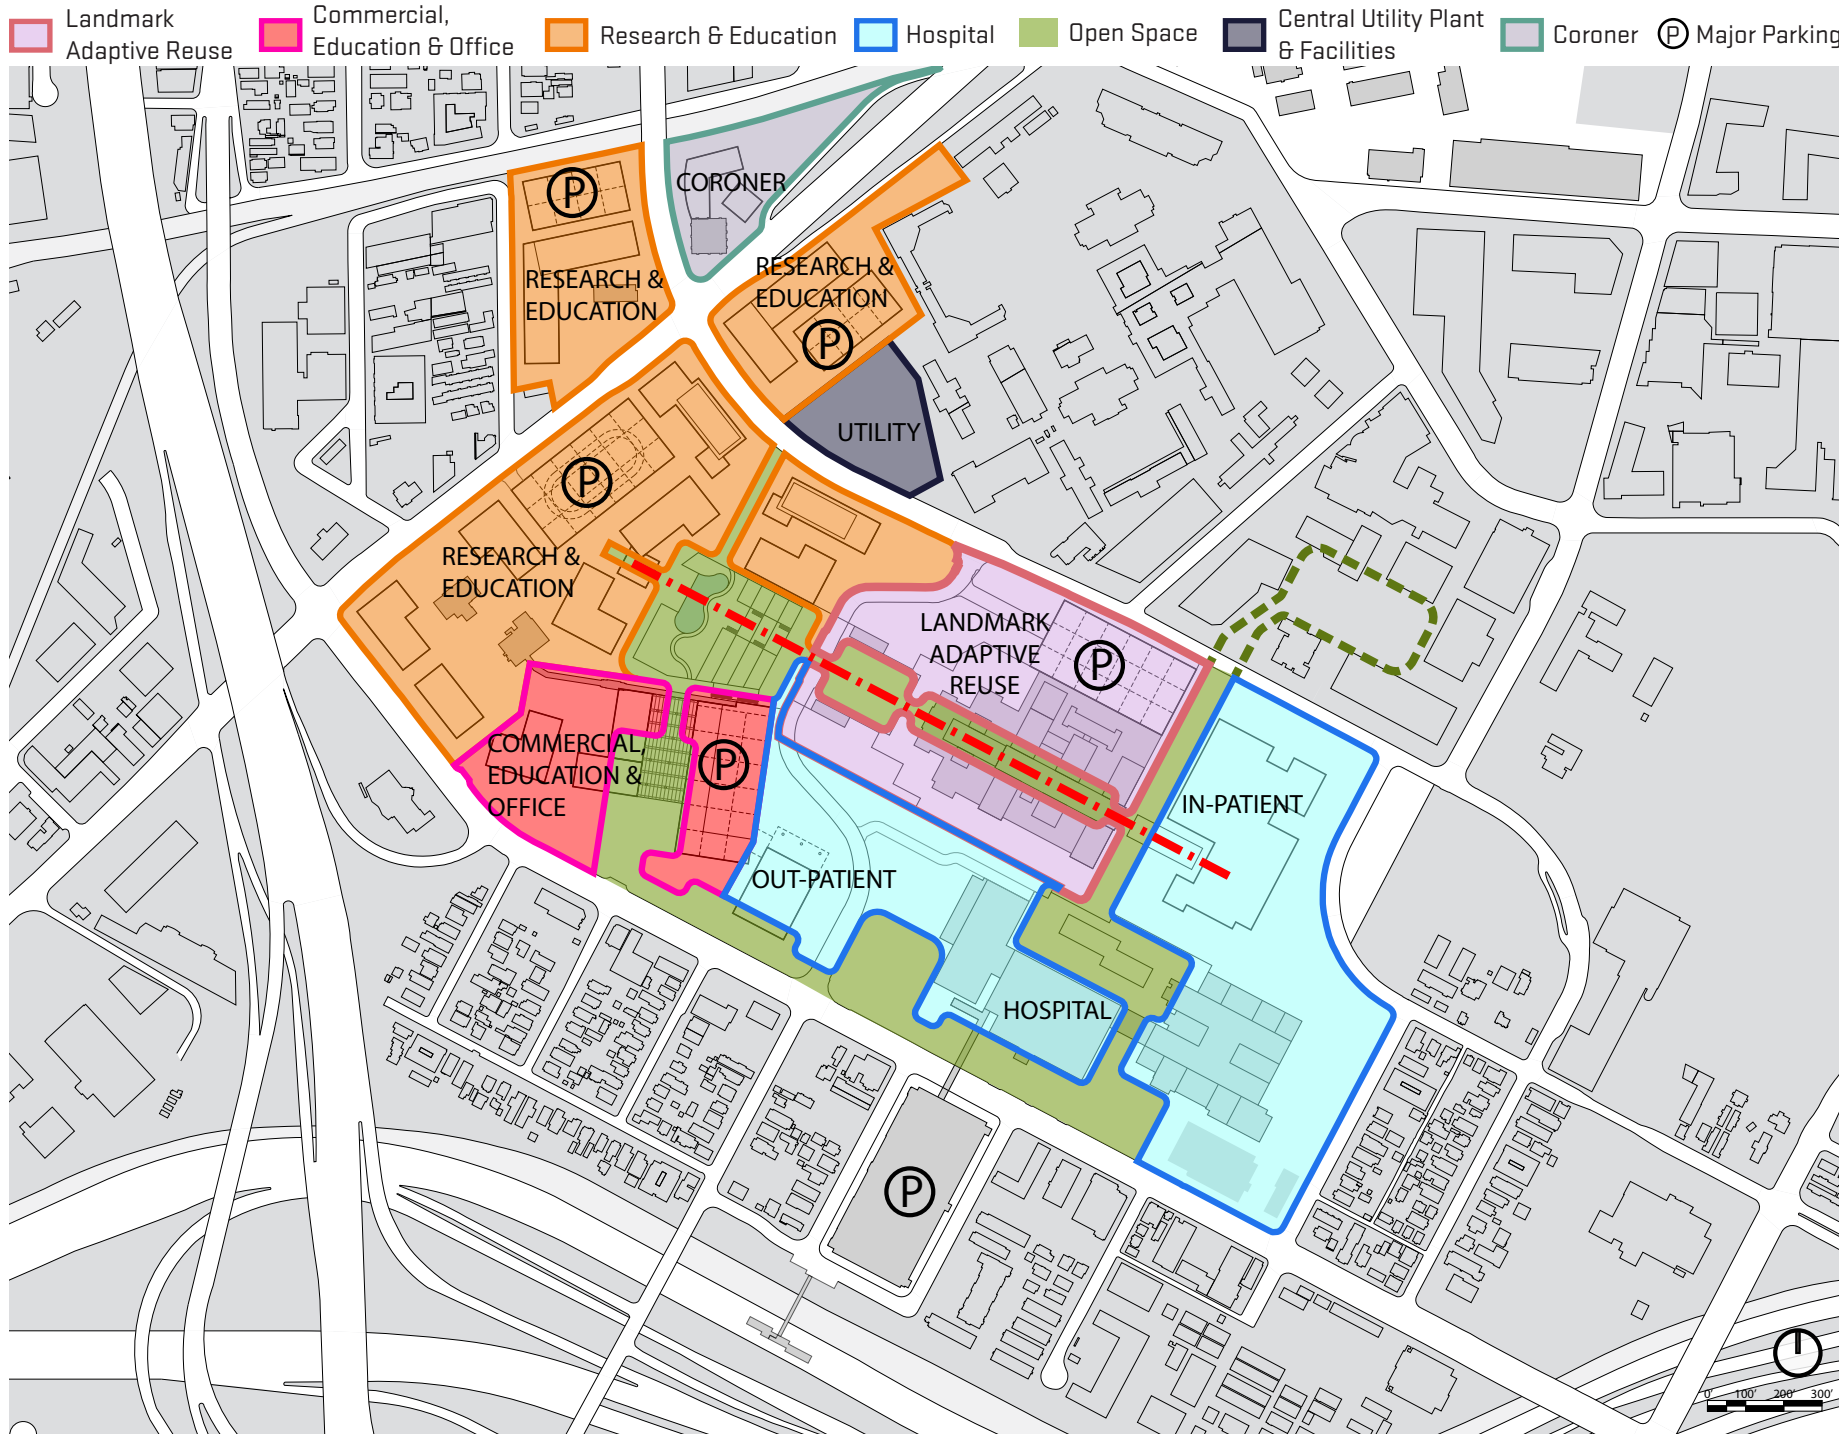 Landmark
Adaptive Reuse
Commercial,
Education & Office
Research & Education
Hospital
Open Space
Central Utility Plant
& Facilities
Coroner
P Major Parking
P
CORONER
RESEARCH &
EDUCATION
RESEARCH &
EDUCATION
P
UTILITY
P
RESEARCH &
EDUCATION
LANDMARK
ADAPTIVE
REUSE
P
COMMERCIAL,
EDUCATION &
OFFICE
P
IN-PATIENT
OUT-PATIENT
HOSPITAL
P
0' 100' 200' 300'